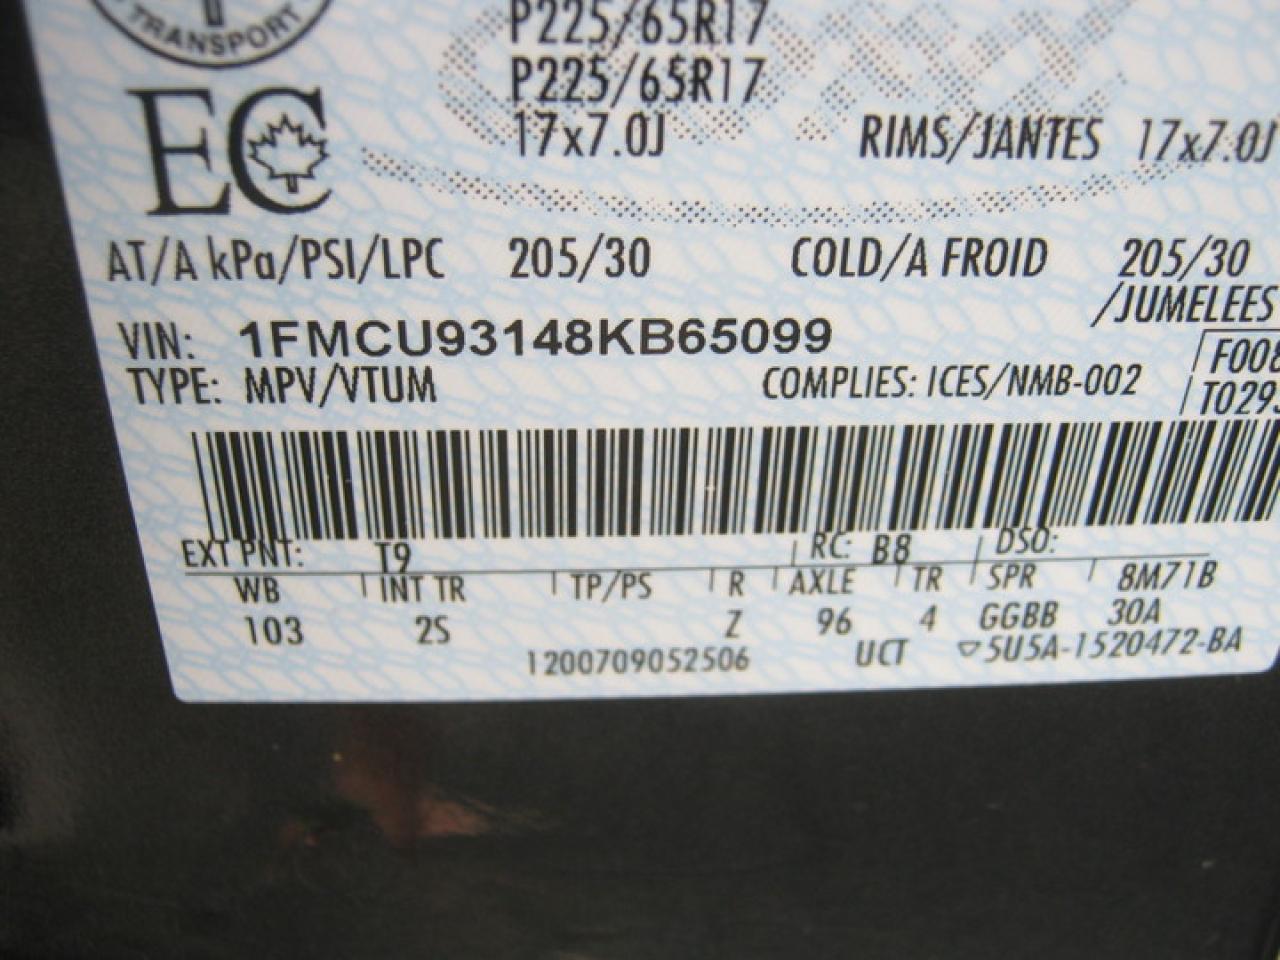 TRANSPORT
P225/65R17
P225/65R17
EC
17x7.0J RIMS/JANTES 17x7.0J
AT/A kPa/PSI/LPC 205/30 COLD/A FROID 205/30
/JUMELEES
VIN: 1FMCU93148KB65099
F008
TYPE: MPV/VTUM COMPLIES: ICES/NMB-002
T029
EXT PNT: T9 RC: B8 DSO:
WB INT TR TP/PS R AXLE TR SPR 8M71B
103 2S Z 96 4 GGBB 30A
1200709052506 UCT ▽5U5A-1520472-BA